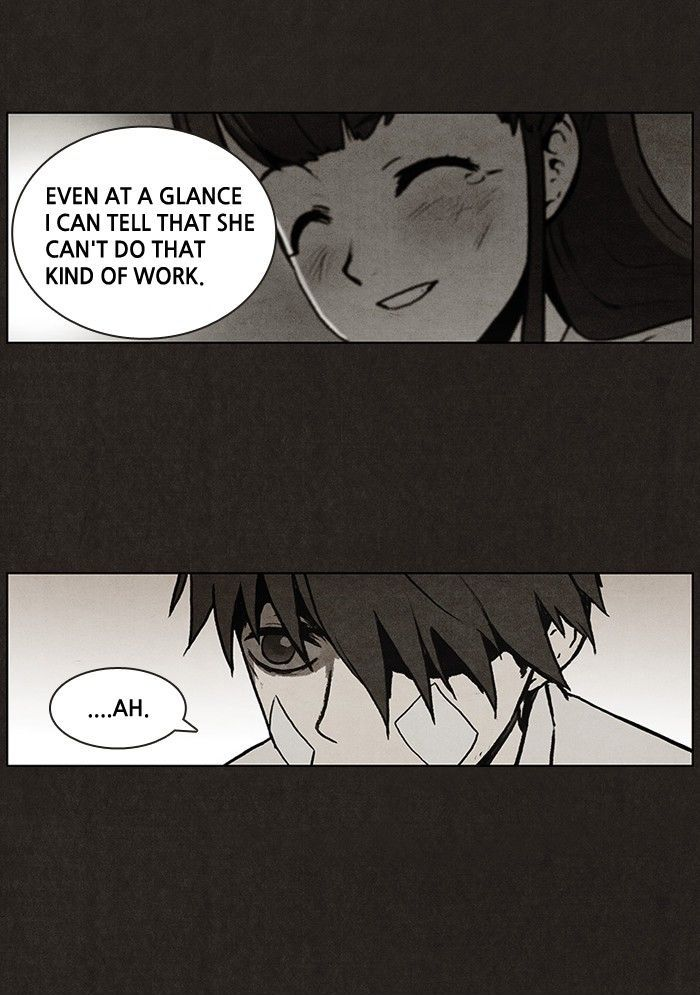 EVEN AT A GLANCE
I CAN TELL THAT SHE
CAN'T DO THAT
KIND OF WORK.
....AH.